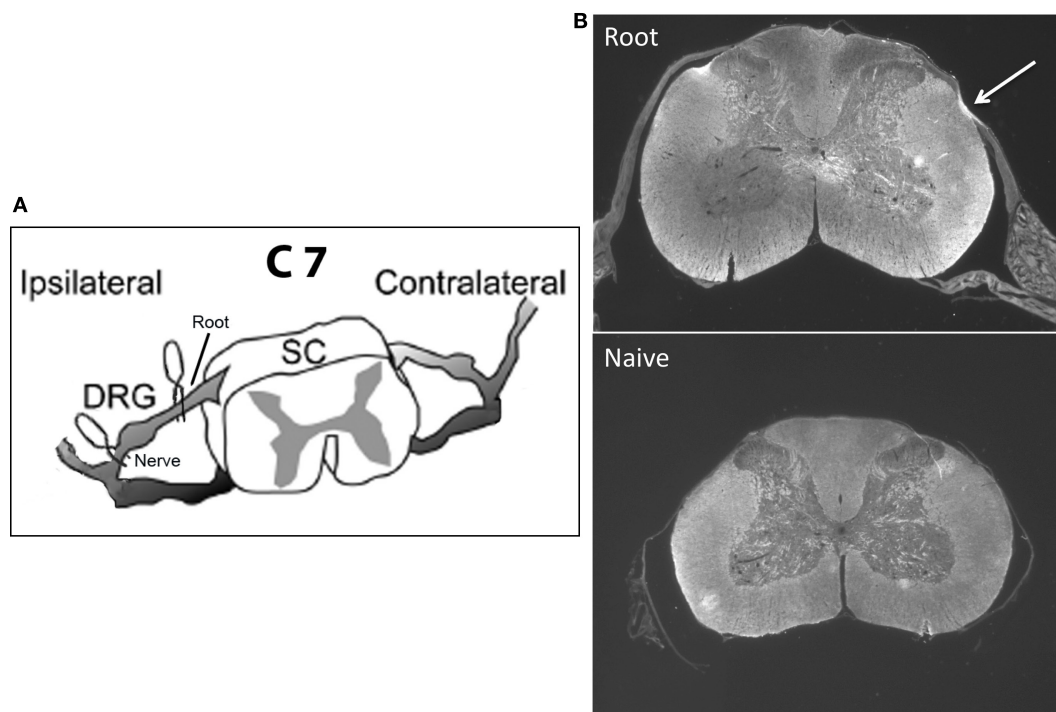 A
C 7
Ipsilateral
Contralateral
Root
SC
DRG
Nerve
B
Root
Naive